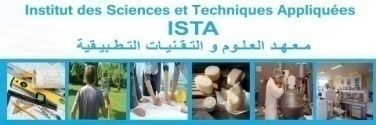 Institut des Sciences et Techniques Appliquées
ISTA
معهد العلوم و التقنيات التطبيقية